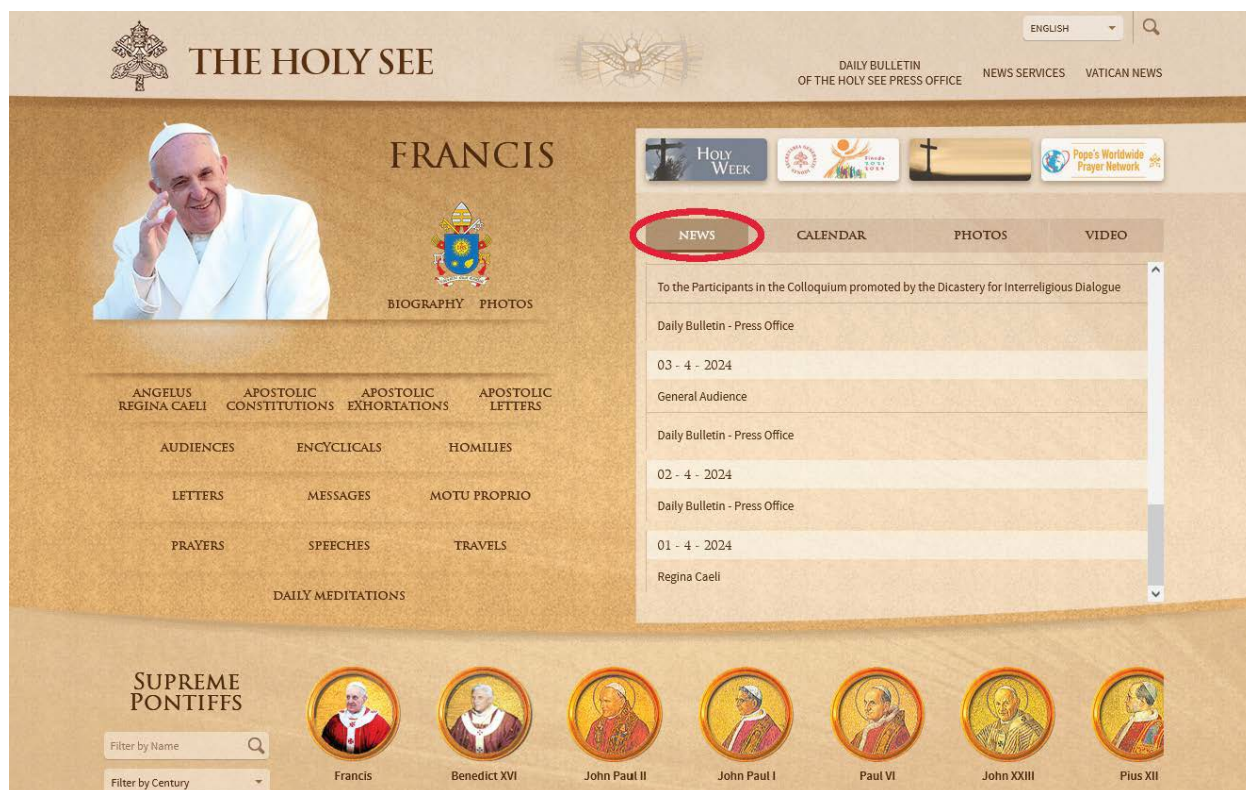 ENGLISH
THE HOLY SEE
DAILY BULLETIN
OF THE HOLY SEE PRESS OFFICE
NEWS SERVICES
VATICAN NEWS
FRANCIS
BIOGRAPHY PHOTOS
ANGELUS
REGINA CAELI
APOSTOLIC
CONSTITUTIONS
APOSTOLIC
EXHORTATIONS
APOSTOLIC
LETTERS
AUDIENCES
ENCYCLICALS
HOMILIES
LETTERS
MESSAGES
MOTU PROPRIO
PRAYERS
SPEECHES
TRAVELS
DAILY MEDITATIONS
HOLY
WEEK
Pope's Worldwide
Prayer Network
NEWS
CALENDAR
PHOTOS
VIDEO
To the Participants in the Colloquium promoted by the Dicastery for Interreligious Dialogue
Daily Bulletin - Press Office
03 - 4 - 2024
General Audience
Daily Bulletin - Press Office
02 - 4 - 2024
Daily Bulletin - Press Office
01 - 4 - 2024
Regina Caeli
SUPREME
PONTIFFS
Filter by Name
Filter by Century
Francis
Benedict XVI
John Paul II
John Paul I
Paul VI
John XXIII
Pius XII